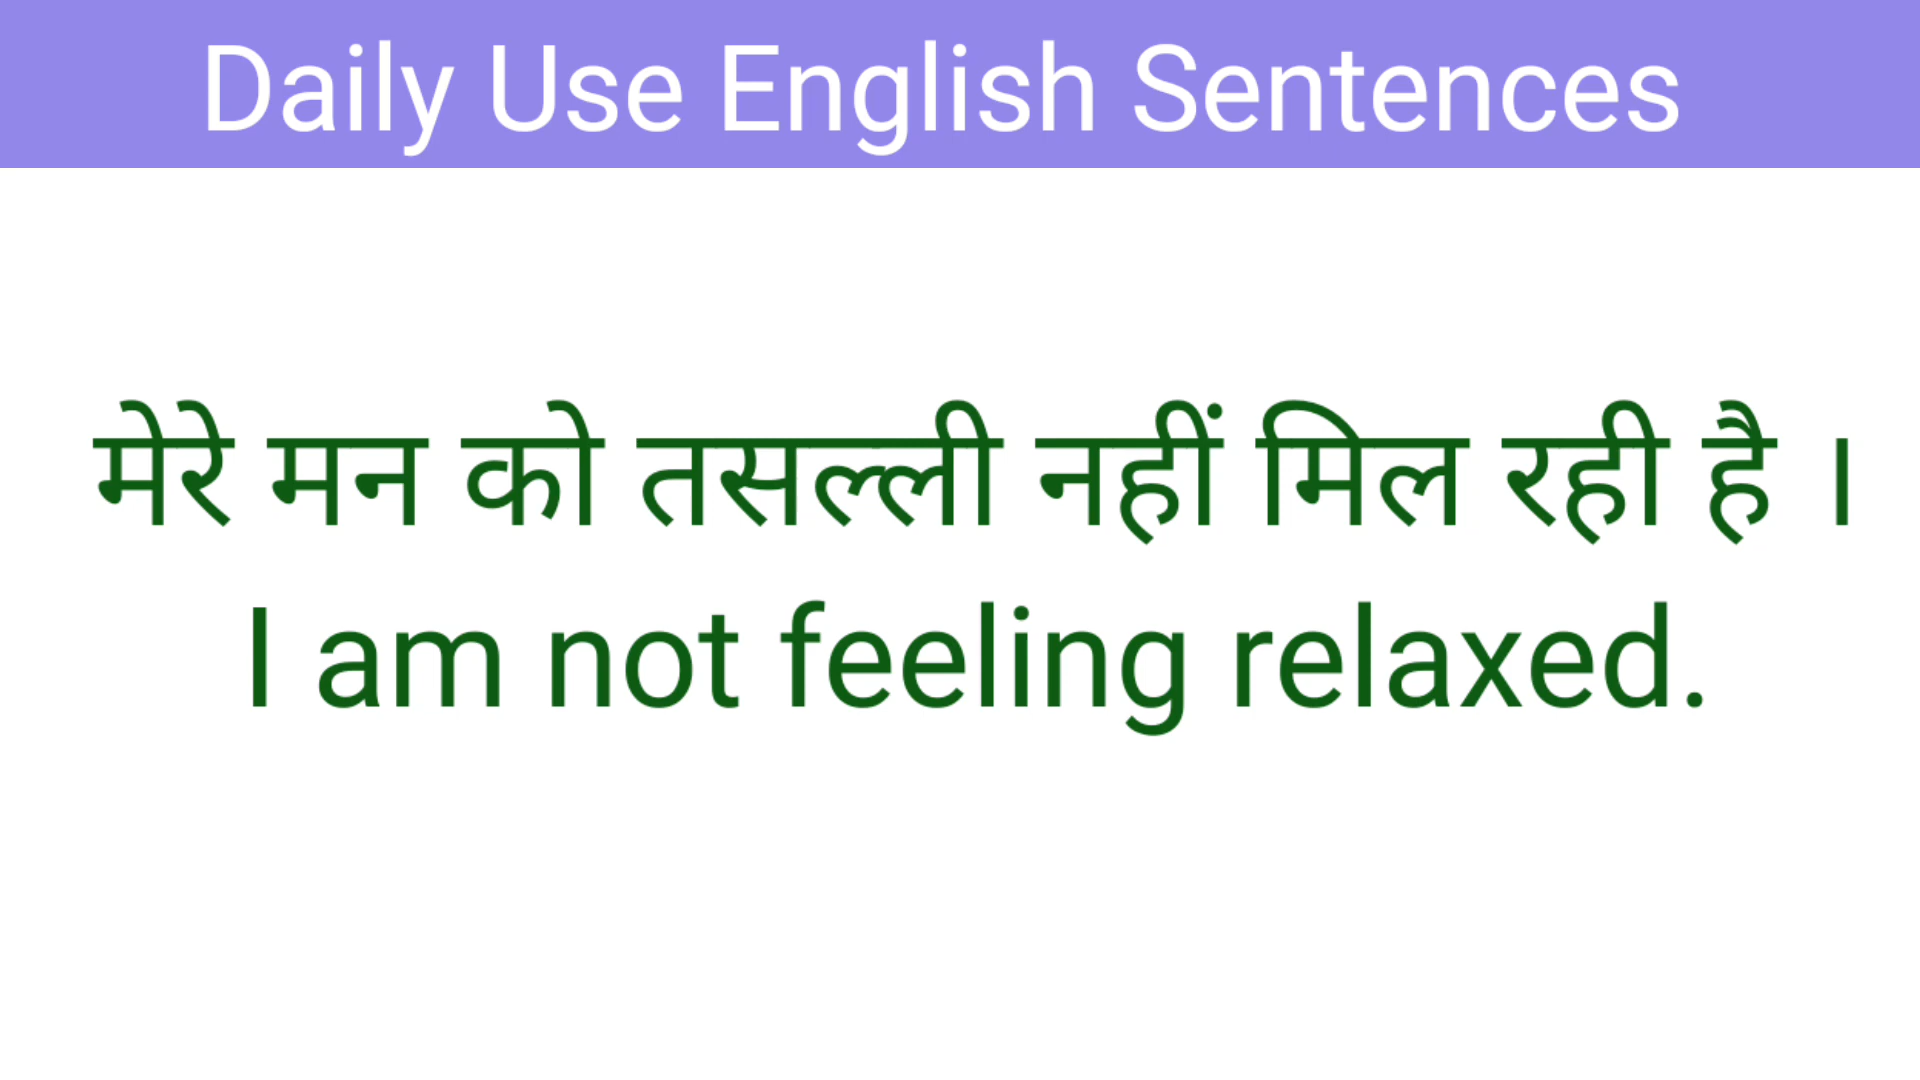 Daily Use English Sentences
मेरे मन को तसल्ली नहीं मिल रही है ।
I am not feeling relaxed.